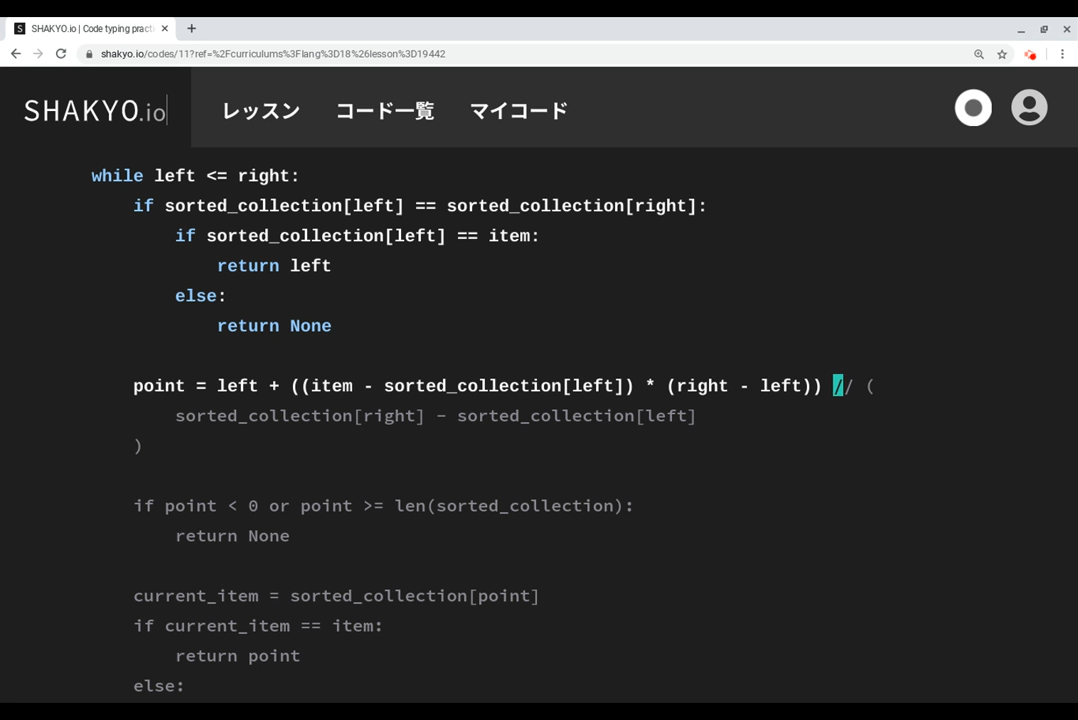 SHAKYO.io | Code typing pract
shakyo.io/codes/11?ref=%2Fcurriculums%3Flang%3D18%26lesson%3D19442
SHAKYO.io レッスン コード一覧 マイコード
while left <= right:
if sorted_collection[left] == sorted_collection[right]:
if sorted_collection[left] == item:
return left
else:
return None
point = left + ((item - sorted_collection[left]) * (right - left)) // (
sorted_collection[right] - sorted_collection[left]
)
if point < 0 or point >= len(sorted_collection):
return None
current_item = sorted_collection[point]
if current_item == item:
return point
else: